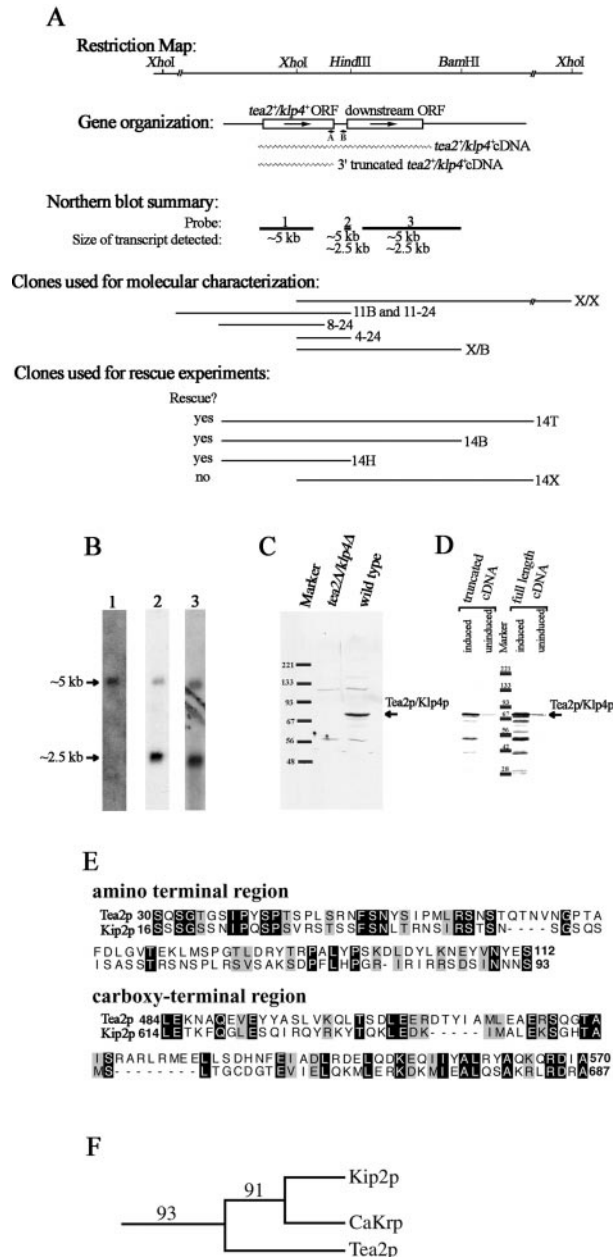 A
Restriction Map:
XhoI XhoI HindIII BamHI XhoI
Gene organization:
tea2⁺/klp4⁺ ORF downstream ORF
A B
tea2⁺/klp4⁺cDNA
3' truncated tea2⁺/klp4⁺cDNA
Northern blot summary:
Probe: 1 2 3
Size of transcript detected: ~5 kb ~5 kb ~5 kb
~2.5 kb ~2.5 kb
Clones used for molecular characterization:
X/X
11B and 11-24
8-24
4-24
X/B
Clones used for rescue experiments:
Rescue?
yes 14T
yes 14B
yes 14H
no 14X
B
1 2 3
~5 kb
~2.5 kb
C
Marker tea2Δ/klp4Δ wild type
221
133
93
67
56
48
Tea2p/Klp4p
D
truncated cDNA full length cDNA
induced uninduced Marker induced uninduced
221
133
93
67
56
42
Tea2p/Klp4p
E
amino terminal region
Tea2p 30 SQSGTGSIPYSPTSPLSRNFSNYSIPMLRSNSTQTNVNGPTA
Kip2p 16 SSSGSSNIPQSPSVRSTSSFSNLTRNSIRSTSN----SGSQS
FDLGVTEKLMSPGTLDRYTRPALYPSKDLDYLKNEYVNYES 112
ISASSTRSNSPLRSVSAKSDPFLHPGR-IRIRRSDSINNNS 93
carboxy-terminal region
Tea2p 484 LEKNAQEVEYYASLVKQLTSDLEERDTYIAMLEAERSQGTA
Kip2p 614 LETKFQGLESQIRQYRKYTQKLEDK-----IMALEKSGHTA
ISRARLRMEELLSDHNFEIADLRDELQDKEQIIYALRYAQKQRDIA 570
MS--------LTGCDGTEVIELQKMLERKDKMIEALQSAKRLRDRA 687
F
91 Kip2p
93 CaKrp
Tea2p